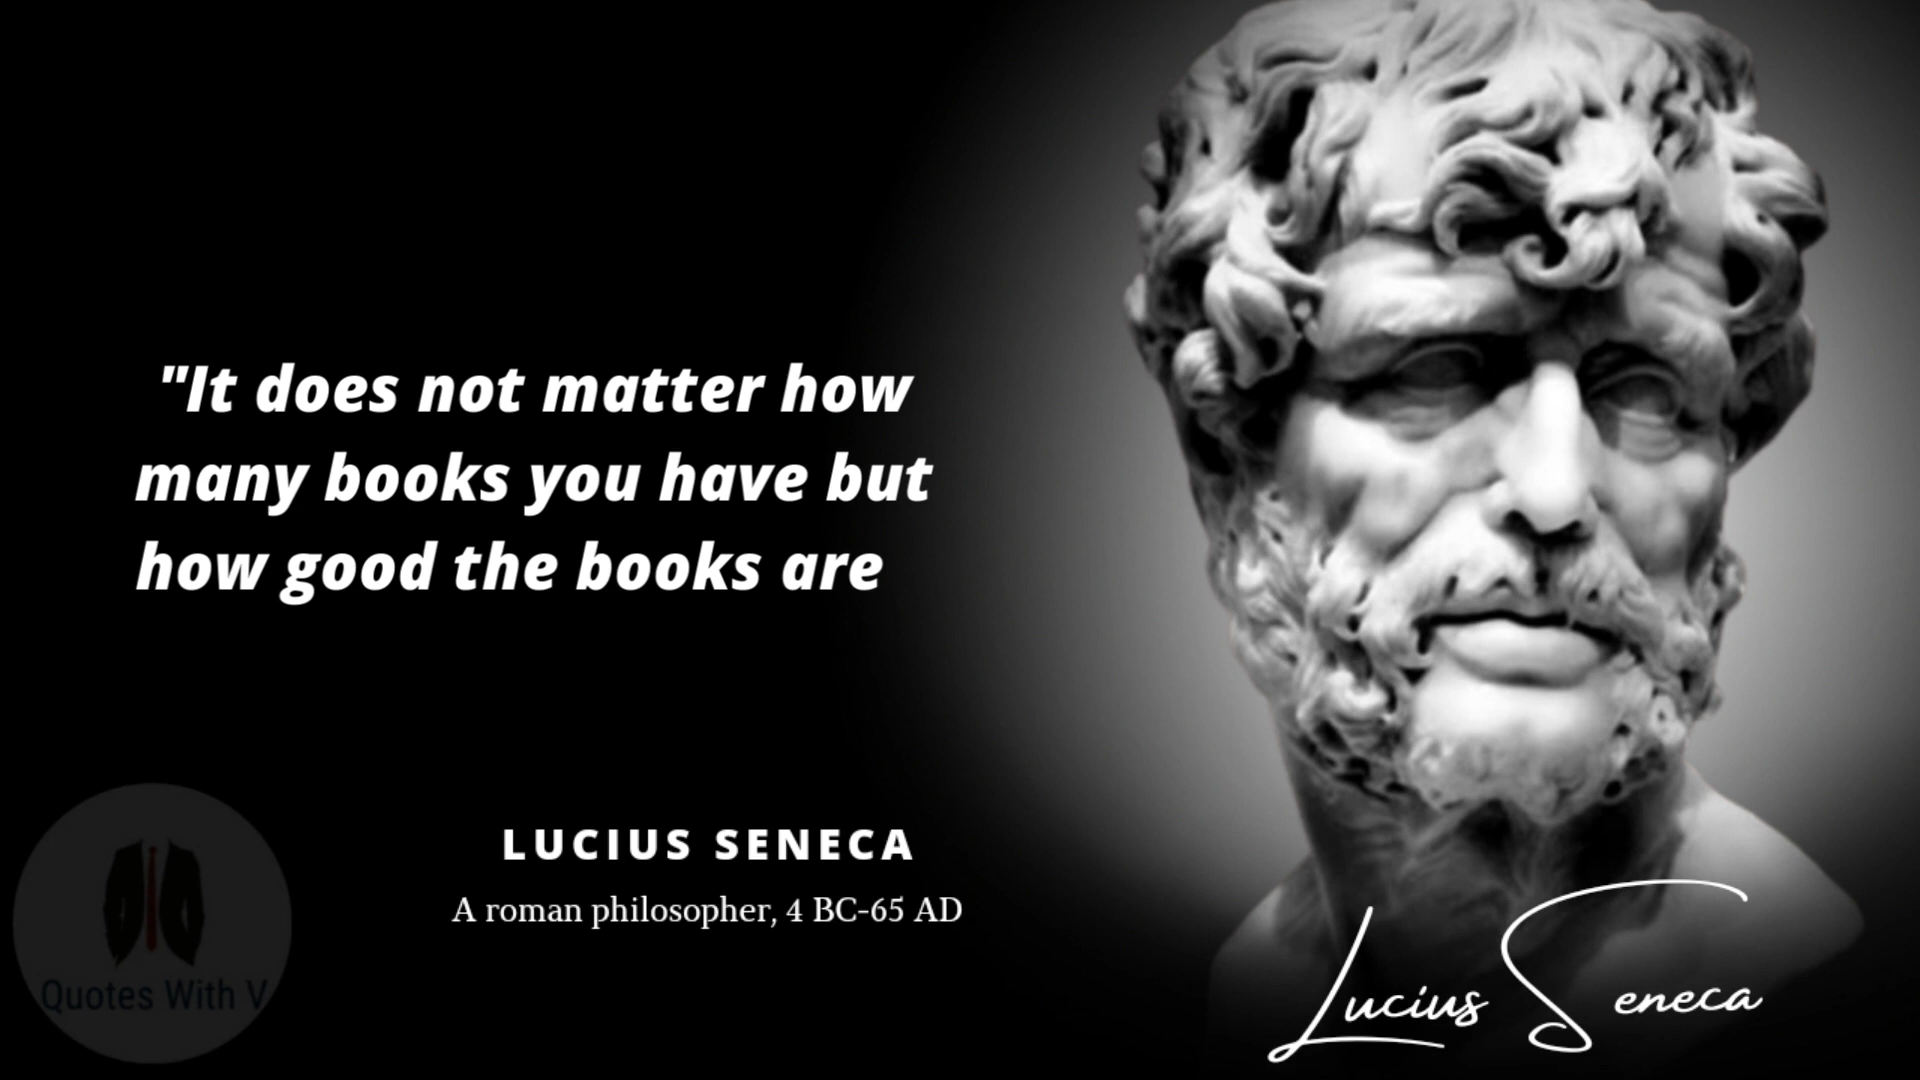 "It does not matter how
many books you have but
how good the books are
LUCIUS SENECA
A roman philosopher, 4 BC-65 AD
Quotes With V
Lucius Seneca